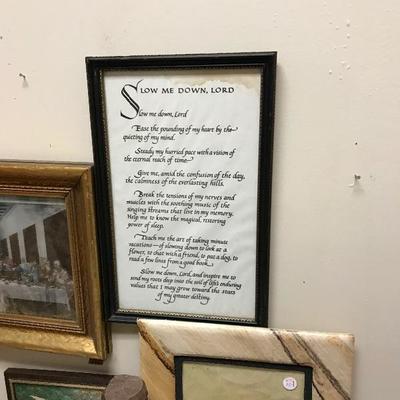 SLOW ME DOWN, LORD
Slow me down, Lord
Ease the pounding of my heart by the
quieting of my mind.
Steady my hurried pace with a vision of
the eternal reach of time
Give me, amid the confusion of the day,
the calmness of the everlasting hills.
Break the tensions of my nerves and
muscles with the soothing music of the
singing streams that live in my memory.
Help me to know the magical, restoring
power of sleep.
Teach me the art of taking minute
vacations—of slowing down to look at a
flower, to chat with a friend, to pat a dog, to
read a few lines from a good book.
Slow me down, Lord, and inspire me to
send my roots deep into the soil of life's enduring
values that I may grow toward the stars
of my greater destiny.